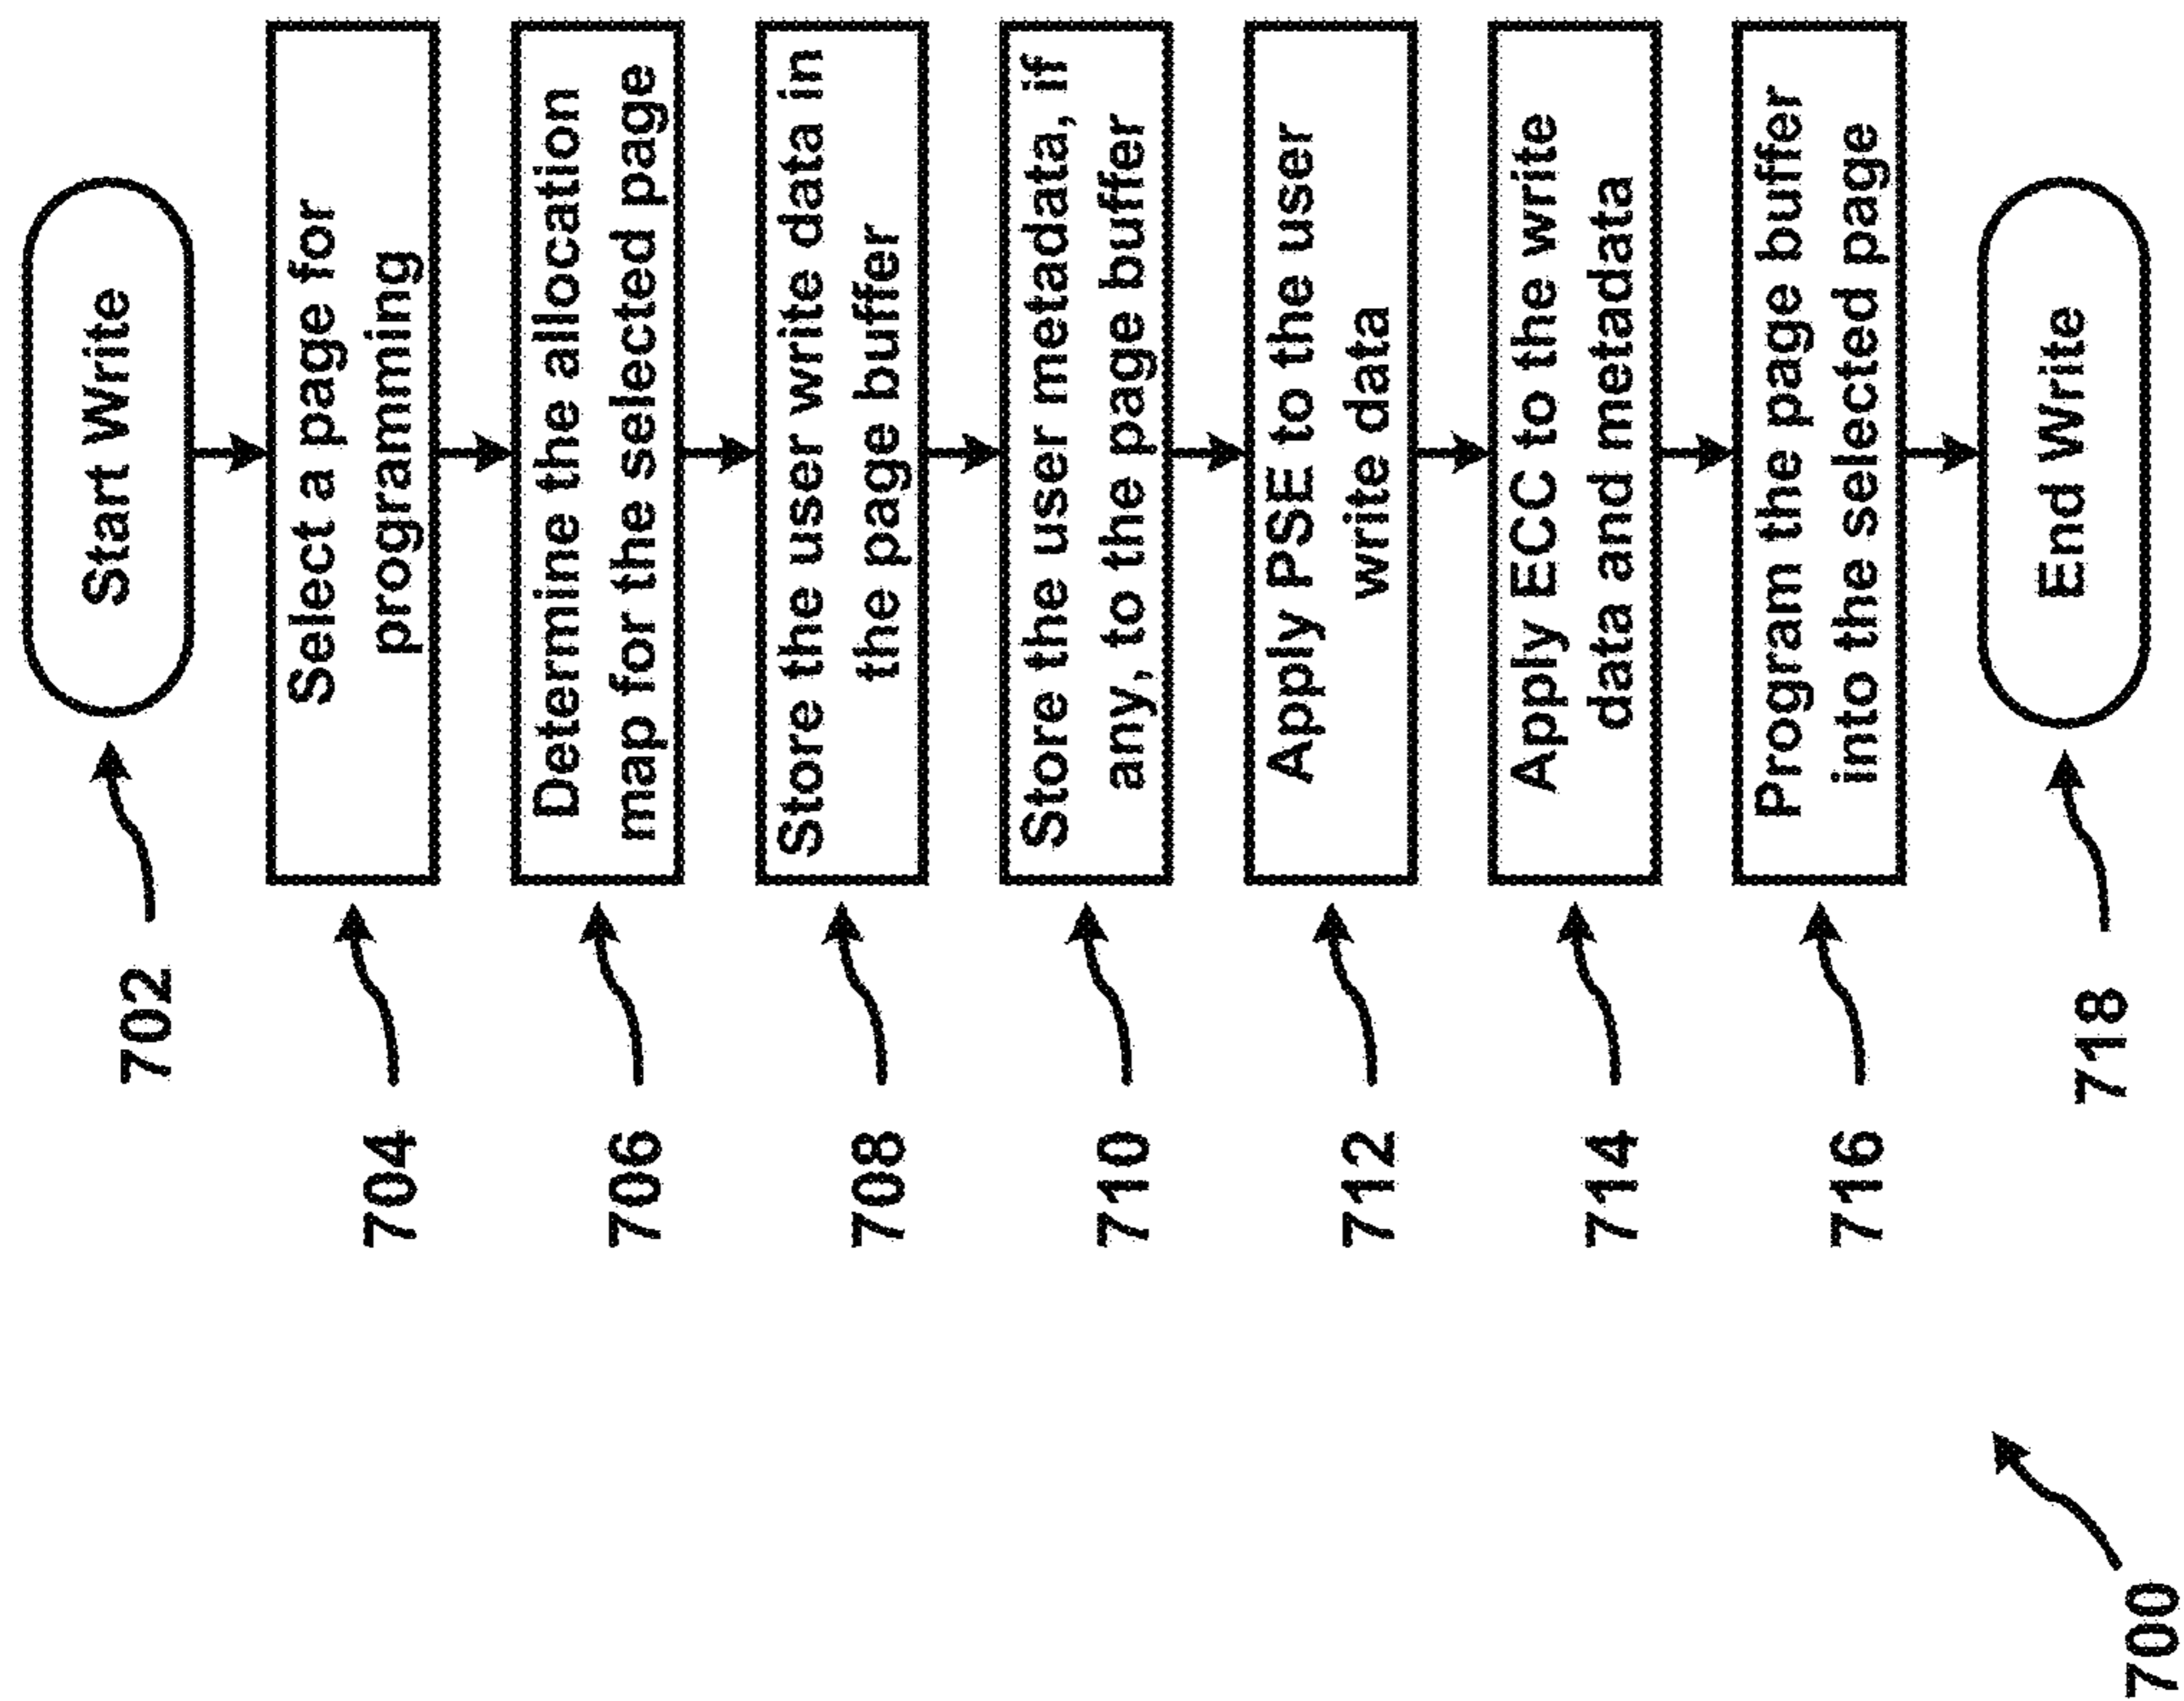 702
Start Write
704
Select a page for
programming
706
Determine the allocation
map for the selected page
708
Store the user write data in
the page buffer
710
Store the user metadata, if
any, to the page buffer
712
Apply PSE to the user
write data
714
Apply ECC to the write
data and metadata
716
Program the page buffer
into the selected page
718
End Write
700